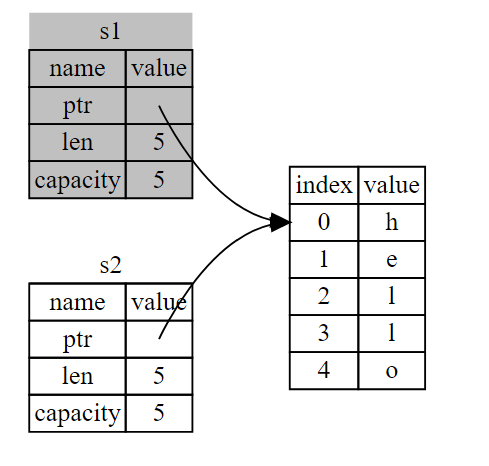 s1
name value
ptr
len 5
capacity 5
s2
name value
ptr
len 5
capacity 5
index value
0 h
1 e
2 l
3 l
4 o